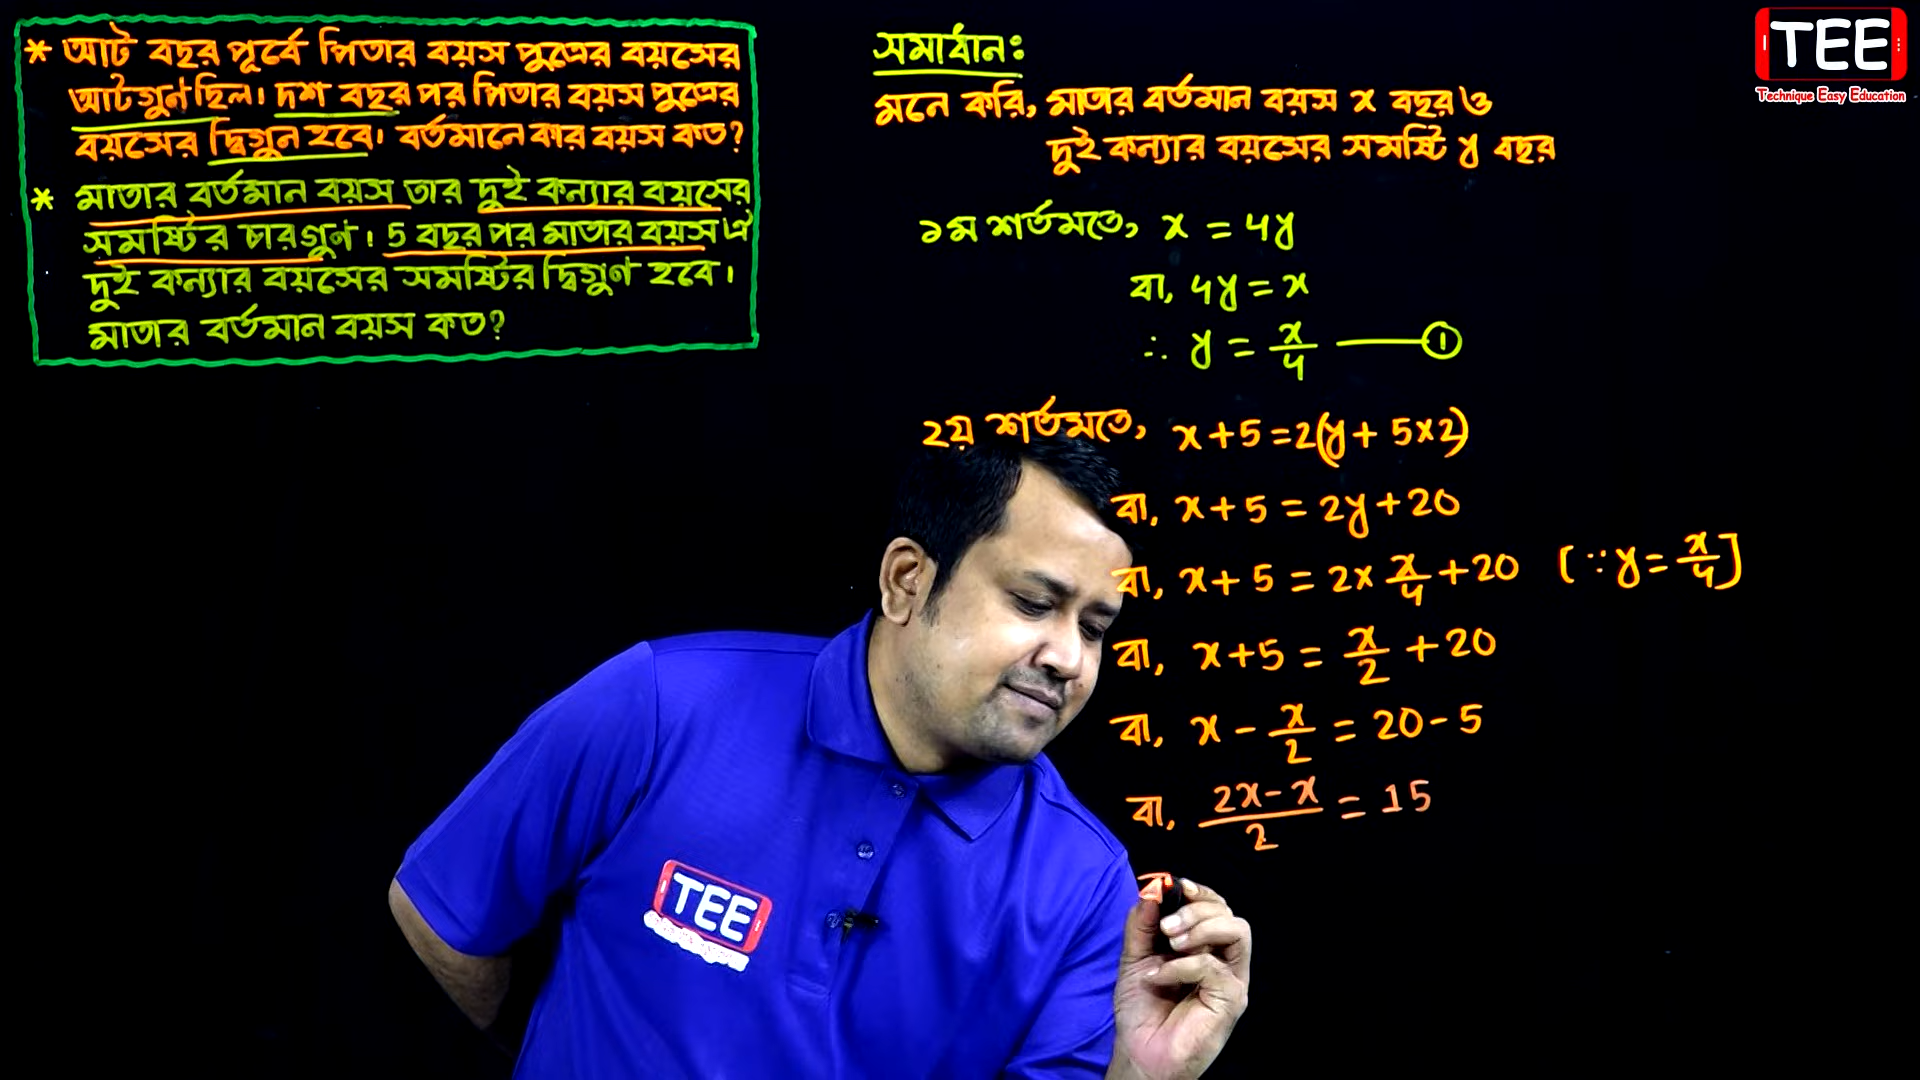 * আট বছর পূর্বে পিতার বয়স পুত্রের বয়সের
আটগুণ ছিল। দশ বছর পর পিতার বয়স পুত্রের
বয়সের দ্বিগুন হবে। বর্তমানে কার বয়স কত?
* মাতার বর্তমান বয়স তার দুই কন্যার বয়সের
সমষ্টির চারগুণ। 5 বছর পর মাতার বয়স ঐ
দুই কন্যার বয়সের সমষ্টির দ্বিগুণ হবে।
মাতার বর্তমান বয়স কত?
সমাধানঃ
মনে করি, মাতার বর্তমান বয়স x বছর ও
দুই কন্যার বয়সের সমষ্টি y বছর
১ম শর্তমতে, x = 4y
বা, 4y = x
∴ y = x/4 —— ①
২য় শর্তমতে, x + 5 = 2(y + 5×2)
বা, x + 5 = 2y + 20
বা, x + 5 = 2 × x/4 + 20 [∵ y = x/4]
বা, x + 5 = x/2 + 20
বা, x - x/2 = 20 - 5
বা, (2x - x)/2 = 15
TEE
Technique Easy Education
TEE